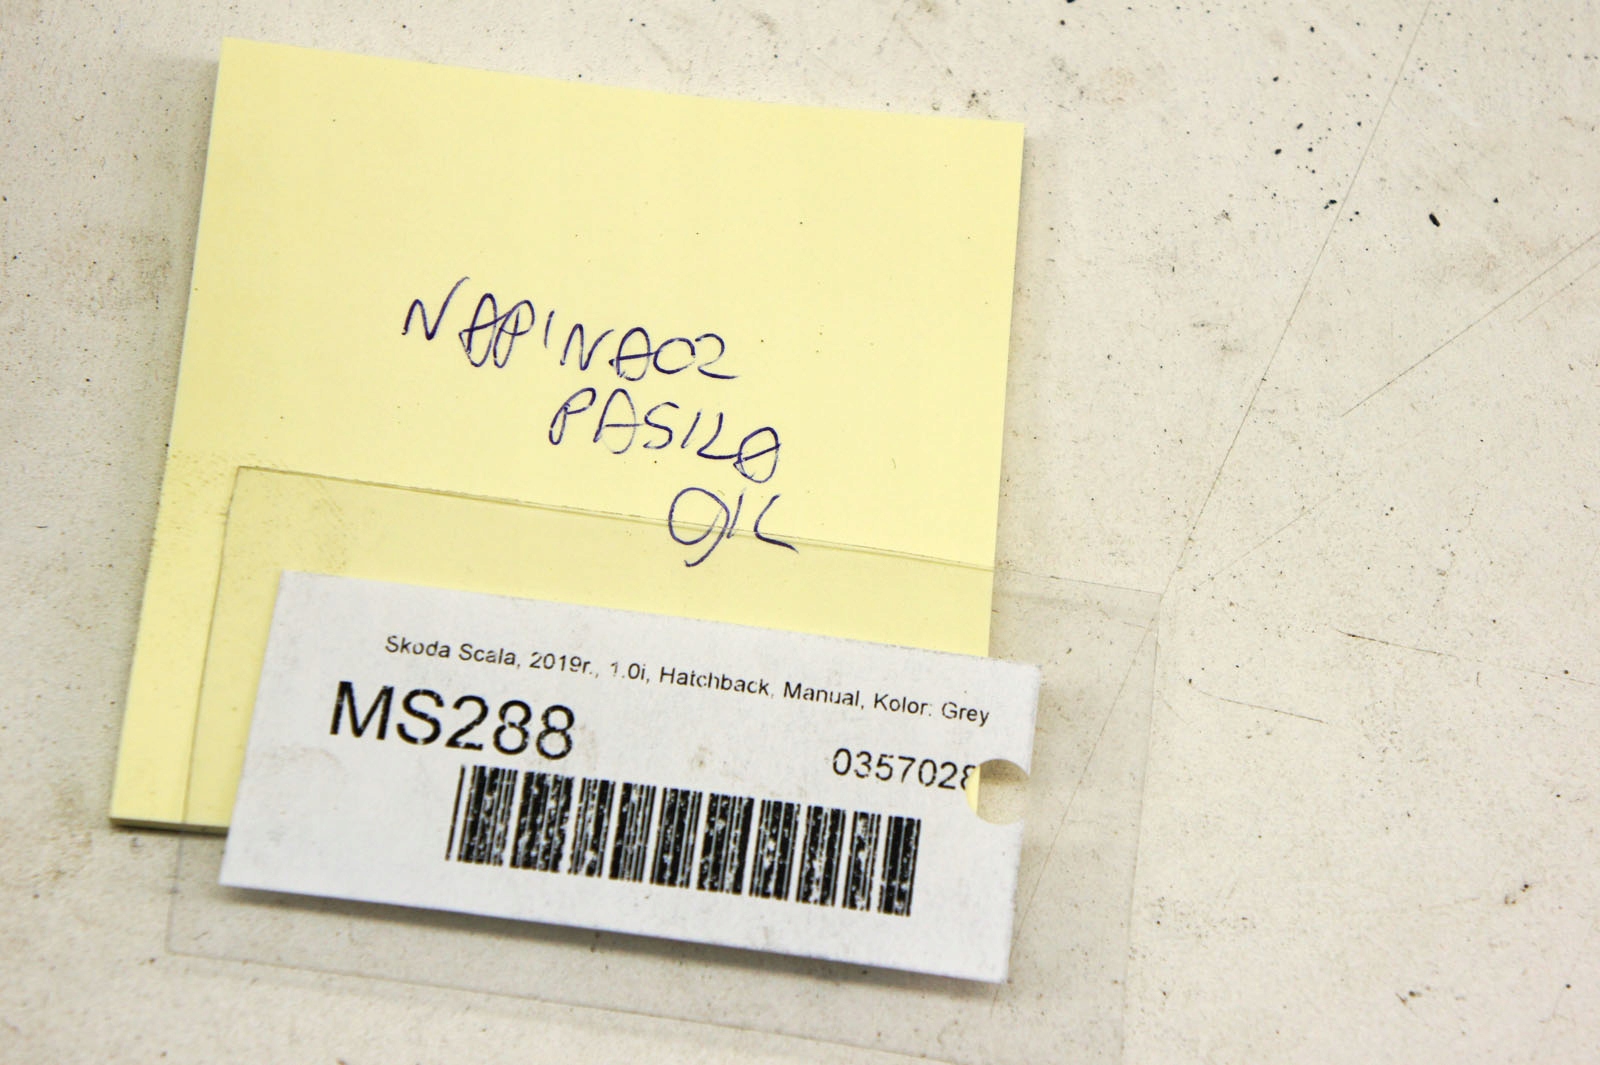 NAPINACZ
PASKA
OIL
Skoda Scala, 2019r., 1.0i, Hatchback, Manual, Kolor: Grey
MS288
0357028